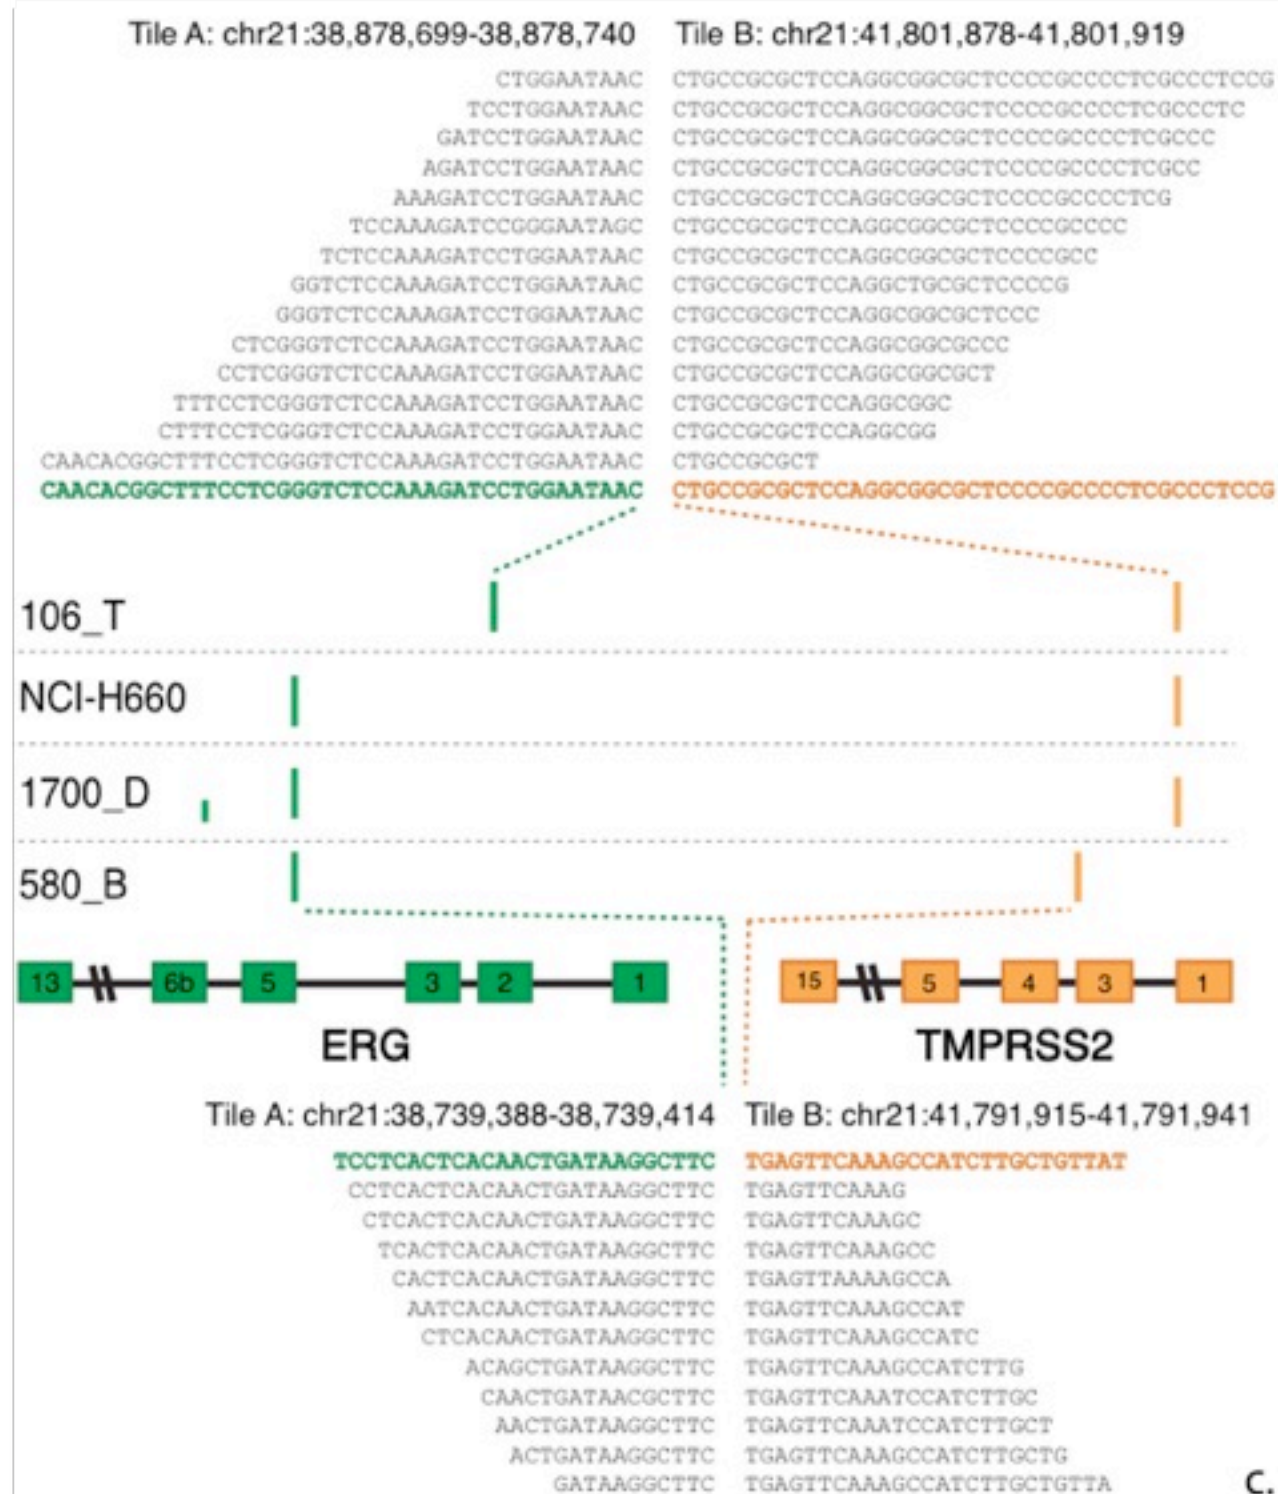 Tile A: chr21:38,878,699-38,878,740 Tile B: chr21:41,801,878-41,801,919
CTGGAATAAC CTGCCGCGCTCCAGGCGGCGCTCCCCGCCCCTCGCCCTCCG
TCCTGGAATAAC CTGCCGCGCTCCAGGCGGCGCTCCCCGCCCCTCGCCCTC
GATCCTGGAATAAC CTGCCGCGCTCCAGGCGGCGCTCCCCGCCCCTCGCCC
AGATCCTGGAATAAC CTGCCGCGCTCCAGGCGGCGCTCCCCGCCCCTCGCC
AAAGATCCTGGAATAAC CTGCCGCGCTCCAGGCGGCGCTCCCCGCCCCTCG
TCCAAAGATCCGGGAATAGC CTGCCGCGCTCCAGGCGGCGCTCCCCGCCCC
TCTCCAAAGATCCTGGAATAAC CTGCCGCGCTCCAGGCGGCGCTCCCCGCC
GGTCTCCAAAGATCCTGGAATAAC CTGCCGCGCTCCAGGCTGCGCTCCCCG
GGGTCTCCAAAGATCCTGGAATAAC CTGCCGCGCTCCAGGCGGCGCTCCC
CTCGGGTCTCCAAAGATCCTGGAATAAC CTGCCGCGCTCCAGGCGGCGCCC
CCTCGGGTCTCCAAAGATCCTGGAATAAC CTGCCGCGCTCCAGGCGGCGCT
TTTCCTCGGGTCTCCAAAGATCCTGGAATAAC CTGCCGCGCTCCAGGCGGC
CTTTCCTCGGGTCTCCAAAGATCCTGGAATAAC CTGCCGCGCTCCAGGCGG
CAACACGGCTTTCCTCGGGTCTCCAAAGATCCTGGAATAAC CTGCCGCGCT
CAACACGGCTTTCCTCGGGTCTCCAAAGATCCTGGAATAAC CTGCCGCGCTCCAGGCGGCGCTCCCCGCCCCTCGCCCTCCG
106_T
NCI-H660
1700_D
580_B
13 6b 5 3 2 1 15 5 4 3 1
ERG TMPRSS2
Tile A: chr21:38,739,388-38,739,414 Tile B: chr21:41,791,915-41,791,941
TCCTCACTCACAACTGATAAGGCTTC TGAGTTCAAAGCCATCTTGCTGTTAT
CCTCACTCACAACTGATAAGGCTTC TGAGTTCAAAG
CTCACTCACAACTGATAAGGCTTC TGAGTTCAAAGC
TCACTCACAACTGATAAGGCTTC TGAGTTCAAAGCC
CACTCACAACTGATAAGGCTTC TGAGTTAAAAGCCA
AATCACAACTGATAAGGCTTC TGAGTTCAAAGCCAT
CTCACAACTGATAAGGCTTC TGAGTTCAAAGCCATC
ACAGCTGATAAGGCTTC TGAGTTCAAAGCCATCTTG
CAACTGATAACGCTTC TGAGTTCAAATCCATCTTGC
AACTGATAAGGCTTC TGAGTTCAAATCCATCTTGCT
ACTGATAAGGCTTC TGAGTTCAAAGCCATCTTGCTG
GATAAGGCTTC TGAGTTCAAAGCCATCTTGCTGTTA
C.